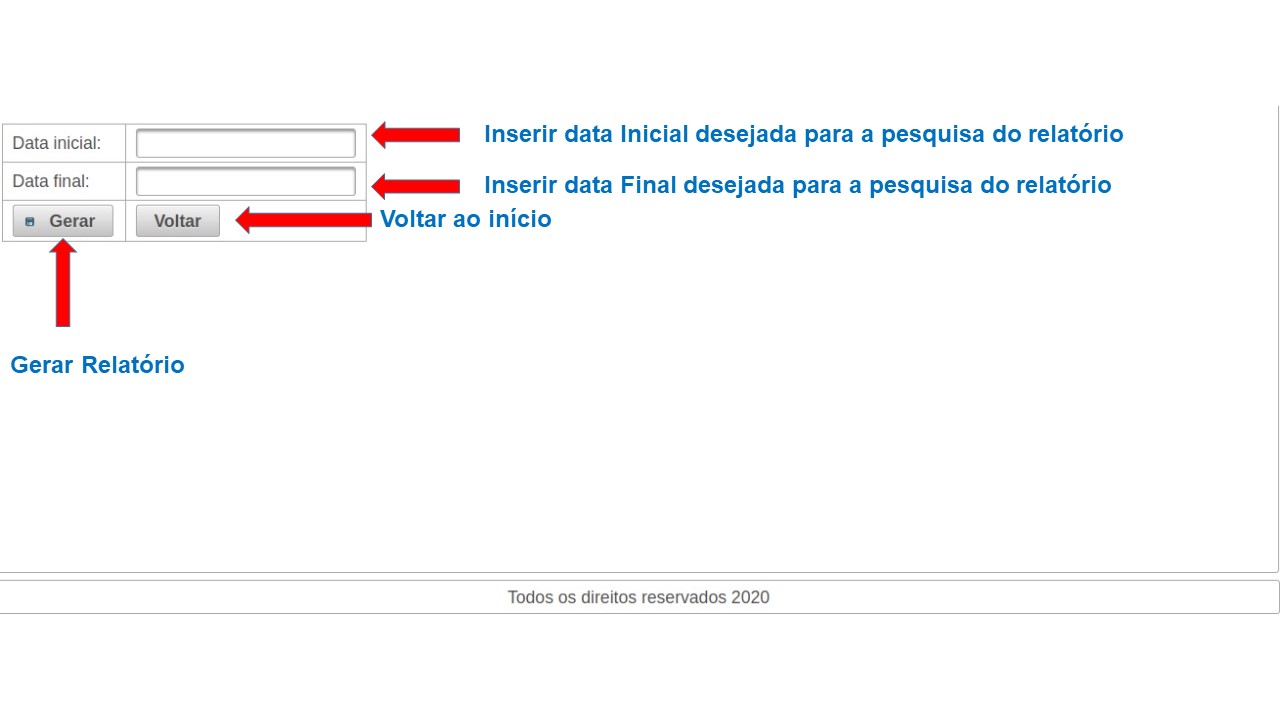 Data inicial:
Inserir data Inicial desejada para a pesquisa do relatório
Data final:
Inserir data Final desejada para a pesquisa do relatório
Gerar
Voltar
Voltar ao início
Gerar Relatório
Todos os direitos reservados 2020